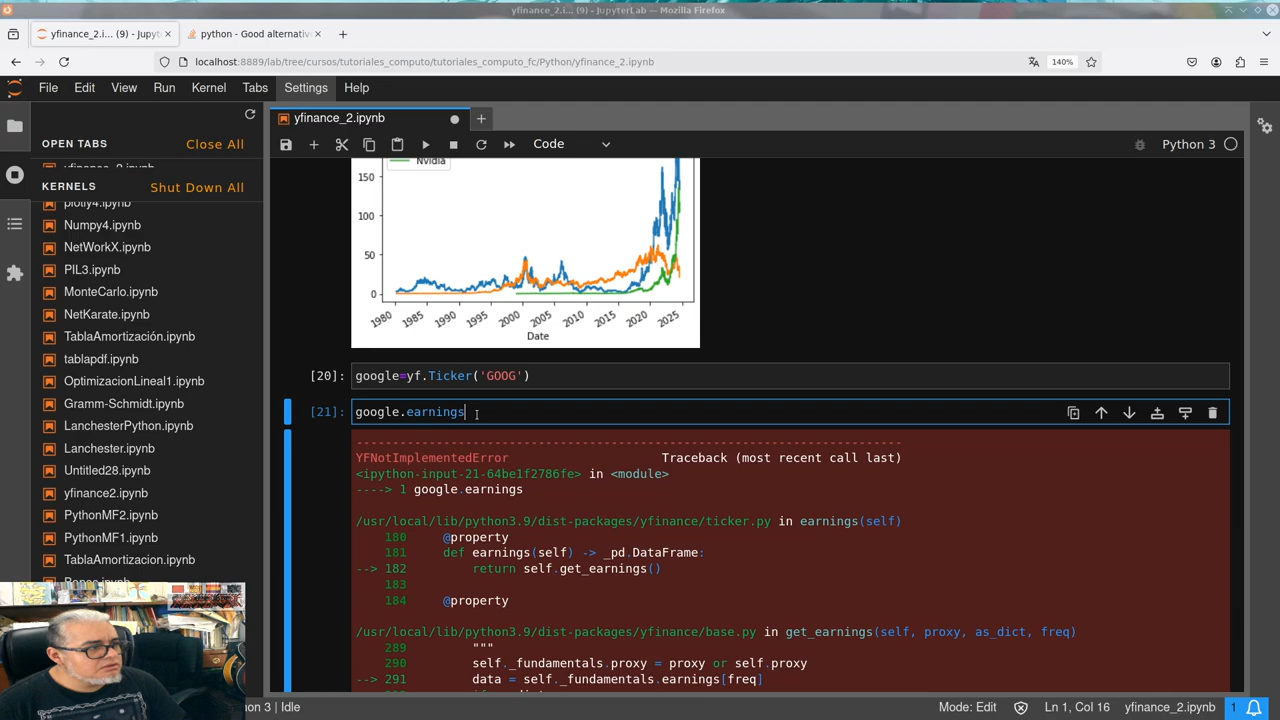 yfinance_2.i… (9) - JupyterLab — Mozilla Firefox
yfinance_2.i… (9) - Jupyt
python - Good alternativ
localhost:8889/lab/tree/cursos/tutoriales_computo/tutoriales_computo_fc/Python/yfinance_2.ipynb
140%
File Edit View Run Kernel Tabs Settings Help
OPEN TABS
Close All
yfinance_2.ipynb
KERNELS
Shut Down All
plotly4.ipynb
Numpy4.ipynb
NetWorkX.ipynb
PIL3.ipynb
MonteCarlo.ipynb
NetKarate.ipynb
TablaAmortización.ipynb
tablapdf.ipynb
OptimizacionLineal1.ipynb
Gramm-Schmidt.ipynb
LanchesterPython.ipynb
Lanchester.ipynb
Untitled28.ipynb
yfinance2.ipynb
PythonMF2.ipynb
PythonMF1.ipynb
TablaAmortizacion.ipynb
yfinance_2.ipynb
Code
Python 3
Nvidia
150
100
50
0
1980 1985 1990 1995 2000 2005 2010 2015 2020 2025
Date
[20]: google=yf.Ticker('GOOG')
[21]: google.earnings
---------------------------------------------------------------------------
YFNotImplementedError Traceback (most recent call last)
<ipython-input-21-64be1f2786fe> in <module>
----> 1 google.earnings
/usr/local/lib/python3.9/dist-packages/yfinance/ticker.py in earnings(self)
180 @property
181 def earnings(self) -> _pd.DataFrame:
--> 182 return self.get_earnings()
183
184 @property
/usr/local/lib/python3.9/dist-packages/yfinance/base.py in get_earnings(self, proxy, as_dict, freq)
289 """
290 self._fundamentals.proxy = proxy or self.proxy
--> 291 data = self._fundamentals.earnings[freq]
on 3 | Idle
Mode: Edit
Ln 1, Col 16
yfinance_2.ipynb
1